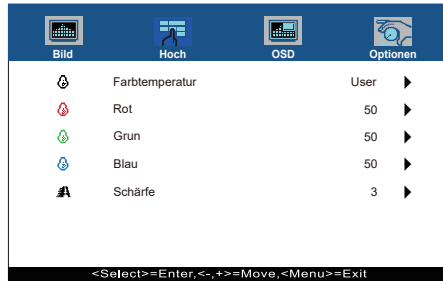 Bild Hoch OSD Optionen
Farbtemperatur User
Rot 50
Grun 50
Blau 50
Schärfe 3
<Select>=Enter,<-,+>=Move,<Menu>=Exit